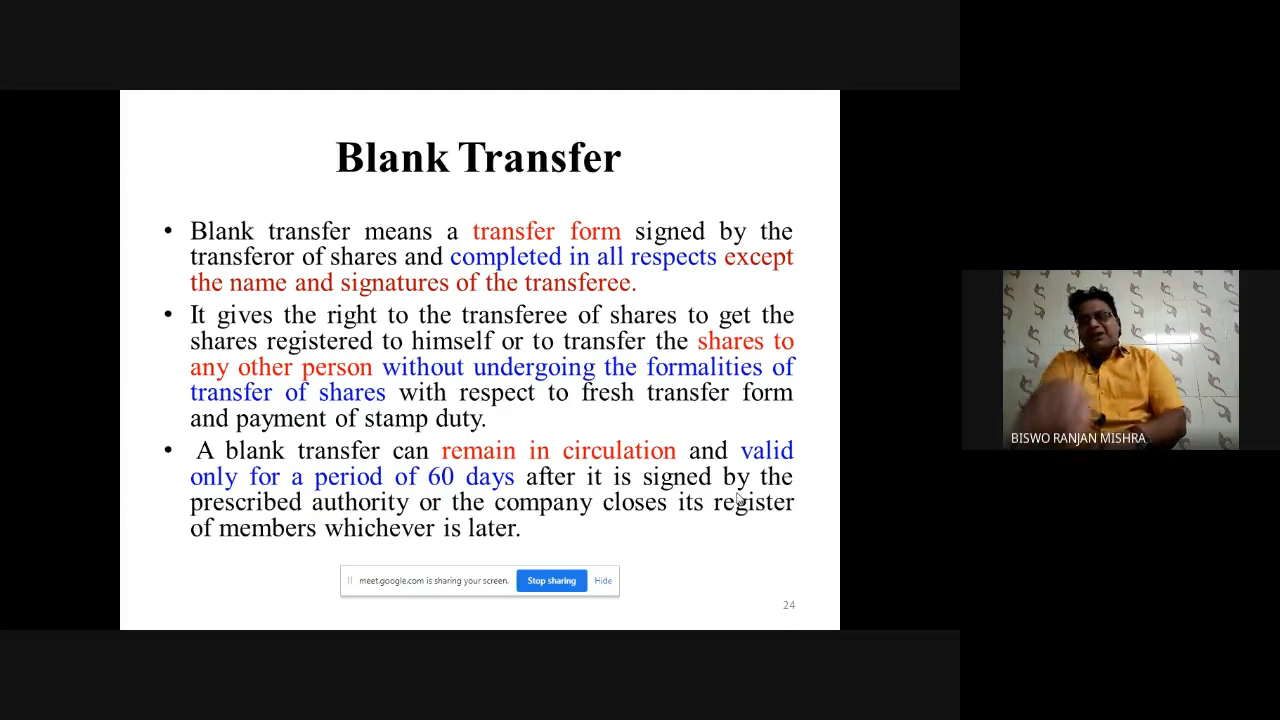 Blank Transfer
• Blank transfer means a transfer form signed by the
transferor of shares and completed in all respects except
the name and signatures of the transferee.
• It gives the right to the transferee of shares to get the
shares registered to himself or to transfer the shares to
any other person without undergoing the formalities of
transfer of shares with respect to fresh transfer form
and payment of stamp duty.
• A blank transfer can remain in circulation and valid
only for a period of 60 days after it is signed by the
prescribed authority or the company closes its register
of members whichever is later.
meet.google.com is sharing your screen. Stop sharing Hide
24
BISWO RANJAN MISHRA